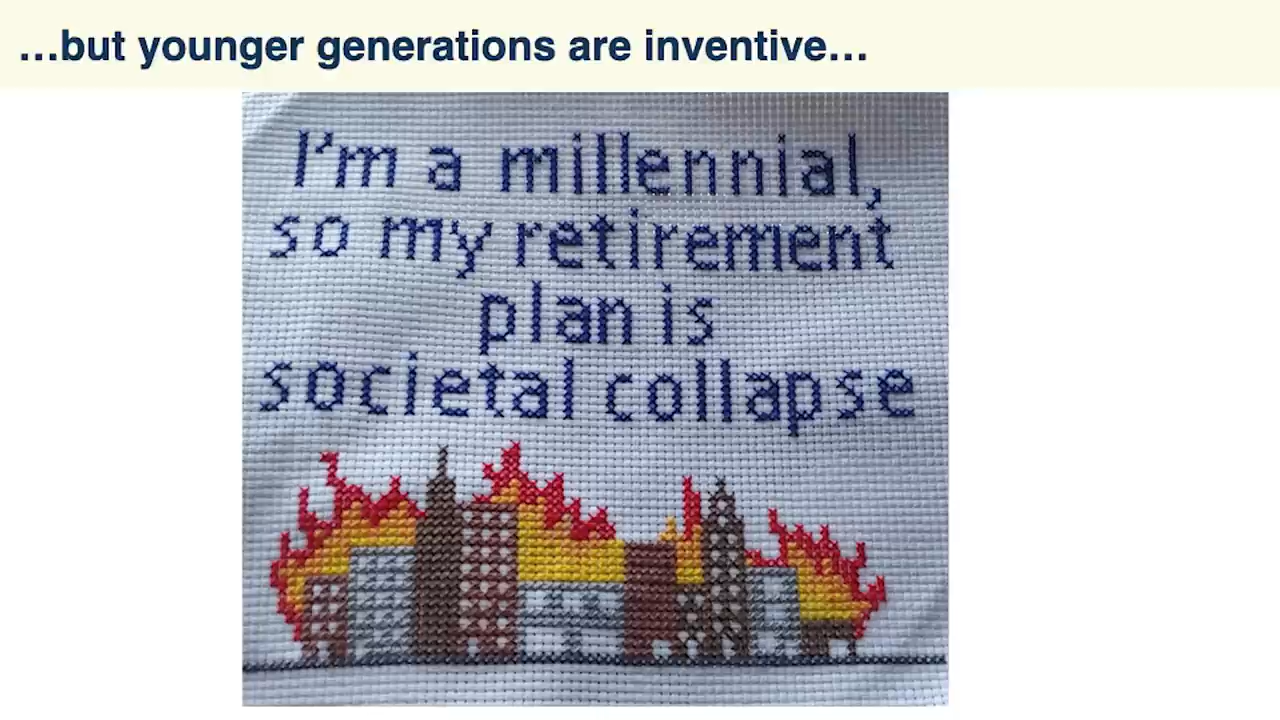 ...but younger generations are inventive...
I'm a millennial,
so my retirement
plan is
societal collapse